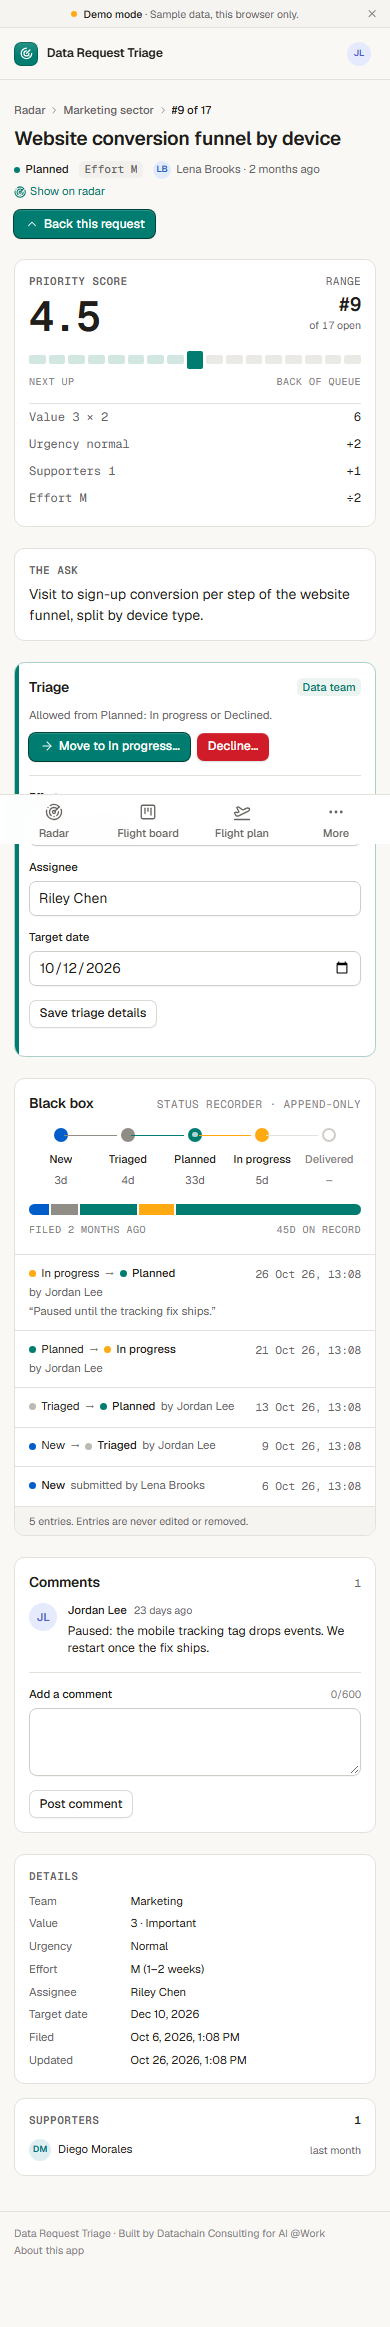 Demo mode · Sample data, this browser only.
Data Request Triage
JL
Radar > Marketing sector > #9 of 17
Website conversion funnel by device
Planned Effort M LB Lena Brooks · 2 months ago
Show on radar
Back this request
PRIORITY SCORE RANGE
4.5 #9
of 17 open
NEXT UP BACK OF QUEUE
Value 3 × 2 6
Urgency normal +2
Supporters 1 +1
Effort M ÷2
THE ASK
Visit to sign-up conversion per step of the website
funnel, split by device type.
Triage Data team
Allowed from Planned: In progress or Declined.
→ Move to In progress… Decline…
Radar Flight board Flight plan More
Assignee
Riley Chen
Target date
10/12/2026
Save triage details
Black box STATUS RECORDER · APPEND-ONLY
New Triaged Planned In progress Delivered
3d 4d 33d 5d –
FILED 2 MONTHS AGO 45D ON RECORD
In progress → Planned 26 Oct 26, 13:08
by Jordan Lee
“Paused until the tracking fix ships.”
Planned → In progress 21 Oct 26, 13:08
by Jordan Lee
Triaged → Planned by Jordan Lee 13 Oct 26, 13:08
New → Triaged by Jordan Lee 9 Oct 26, 13:08
New submitted by Lena Brooks 6 Oct 26, 13:08
5 entries. Entries are never edited or removed.
Comments 1
JL Jordan Lee 23 days ago
Paused: the mobile tracking tag drops events. We
restart once the fix ships.
Add a comment 0/600
Post comment
DETAILS
Team Marketing
Value 3 · Important
Urgency Normal
Effort M (1–2 weeks)
Assignee Riley Chen
Target date Dec 10, 2026
Filed Oct 6, 2026, 1:08 PM
Updated Oct 26, 2026, 1:08 PM
SUPPORTERS 1
DM Diego Morales last month
Data Request Triage · Built by Datachain Consulting for AI @Work
About this app